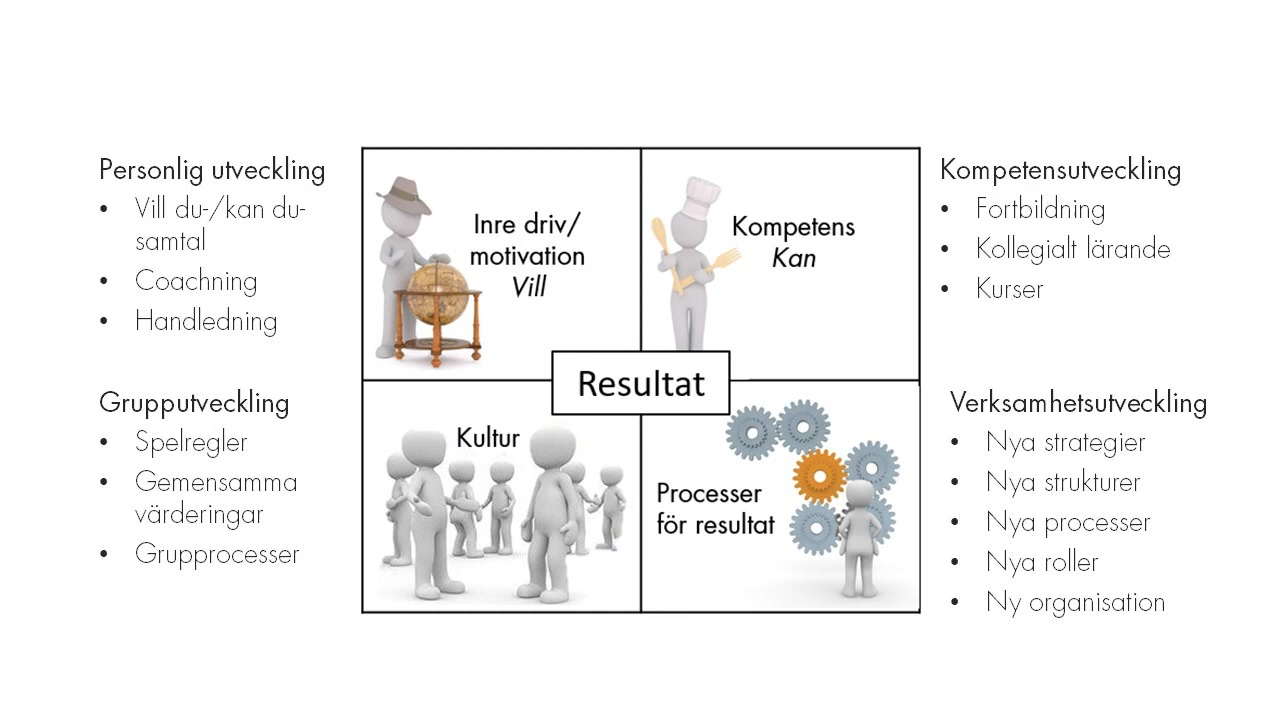 Personlig utveckling
• Vill du-/kan du-
samtal
• Coachning
• Handledning
Inre driv/
motivation
Vill
Kompetens
Kan
Kompetensutveckling
• Fortbildning
• Kollegialt lärande
• Kurser
Resultat
Grupputveckling
• Spelregler
• Gemensamma
värderingar
• Grupprocesser
Kultur
Processer
för resultat
Verksamhetsutveckling
• Nya strategier
• Nya strukturer
• Nya processer
• Nya roller
• Ny organisation